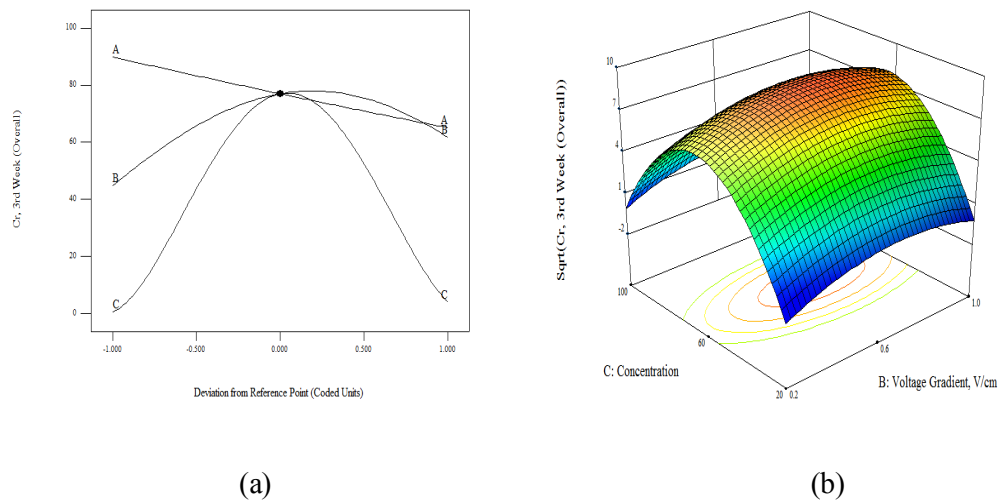 100
80
60
40
20
0
Cr, 3rd Week (Overall))
A
B
C
A
B
C
-1.000
-0.500
0.000
0.500
1.000
Deviation from Reference Point (Coded Units)
(a)
10
7
4
1
-2
Sqrt(Cr, 3rd Week (Overall))
100
60
20
C: Concentration
0.2
0.6
1.0
B: Voltage Gradient, V/cm
(b)